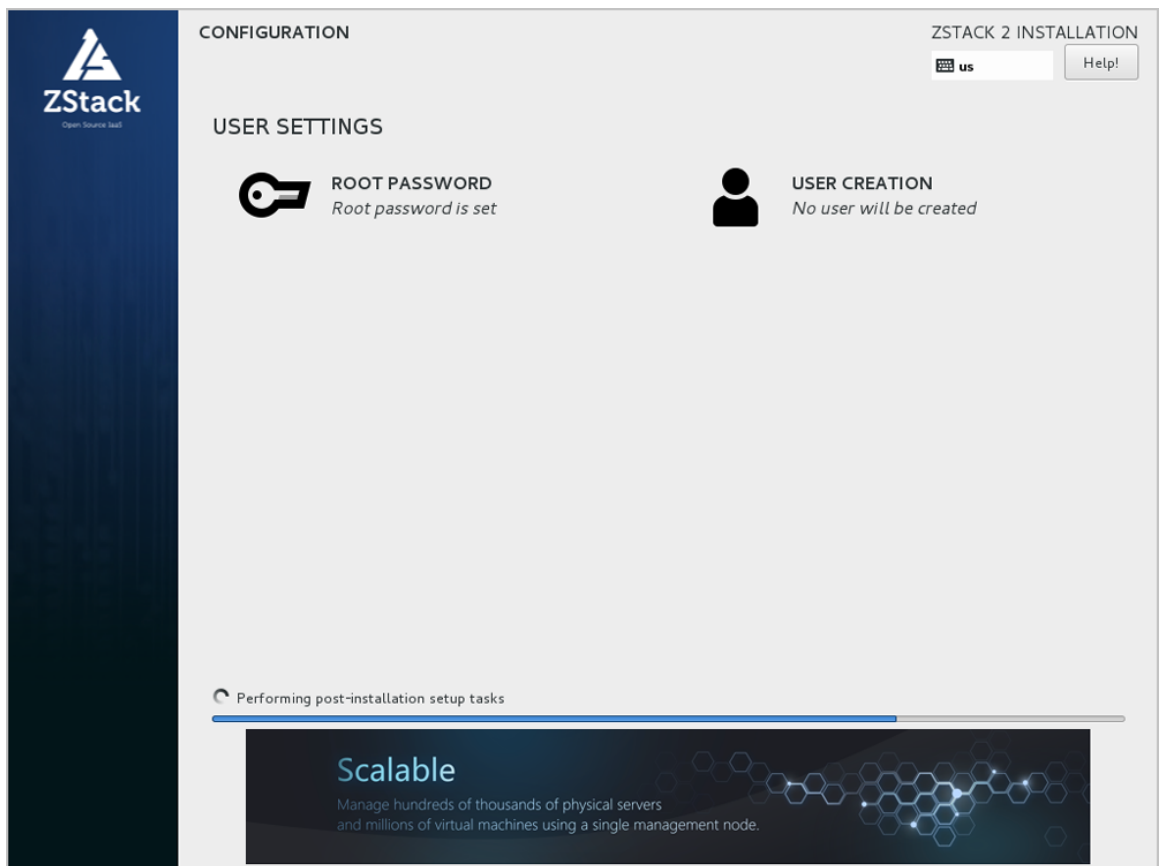 ZStack
Open Source IaaS
CONFIGURATION
ZSTACK 2 INSTALLATION
us
Help!
USER SETTINGS
ROOT PASSWORD
Root password is set
USER CREATION
No user will be created
Performing post-installation setup tasks
Scalable
Manage hundreds of thousands of physical servers
and millions of virtual machines using a single management node.